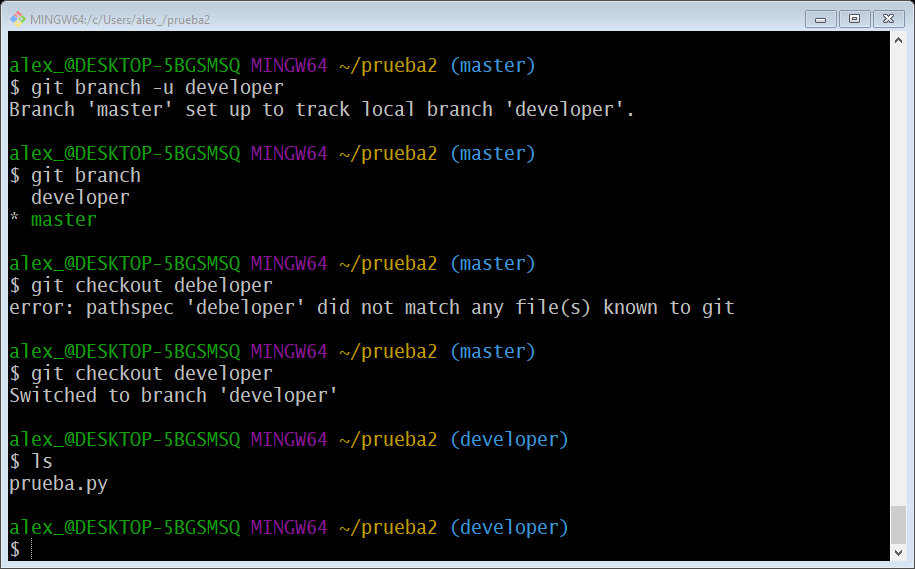 MINGW64:/c/Users/alex_/prueba2
alex_@DESKTOP-5BGSMSQ MINGW64 ~/prueba2 (master)
$ git branch -u developer
Branch 'master' set up to track local branch 'developer'.
alex_@DESKTOP-5BGSMSQ MINGW64 ~/prueba2 (master)
$ git branch
  developer
* master
alex_@DESKTOP-5BGSMSQ MINGW64 ~/prueba2 (master)
$ git checkout debeloper
error: pathspec 'debeloper' did not match any file(s) known to git
alex_@DESKTOP-5BGSMSQ MINGW64 ~/prueba2 (master)
$ git checkout developer
Switched to branch 'developer'
alex_@DESKTOP-5BGSMSQ MINGW64 ~/prueba2 (developer)
$ ls
prueba.py
alex_@DESKTOP-5BGSMSQ MINGW64 ~/prueba2 (developer)
$